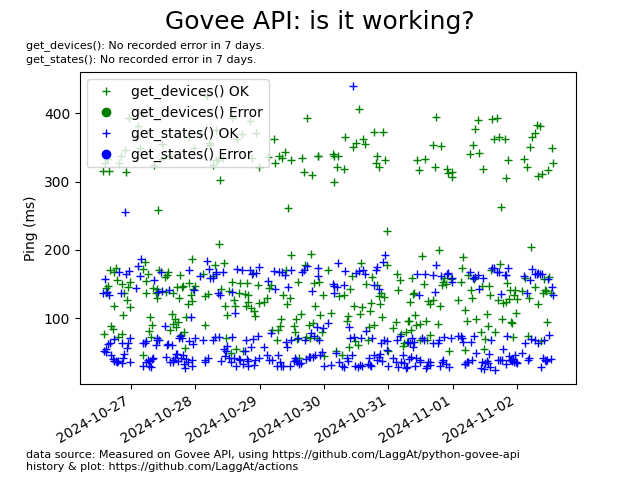 Govee API: is it working?
get_devices(): No recorded error in 7 days.
get_states(): No recorded error in 7 days.
get_devices() OK
get_devices() Error
get_states() OK
get_states() Error
400
300
200
100
Ping (ms)
2024-10-27
2024-10-28
2024-10-29
2024-10-30
2024-10-31
2024-11-01
2024-11-02
data source: Measured on Govee API, using https://github.com/LaggAt/python-govee-api
history & plot: https://github.com/LaggAt/actions